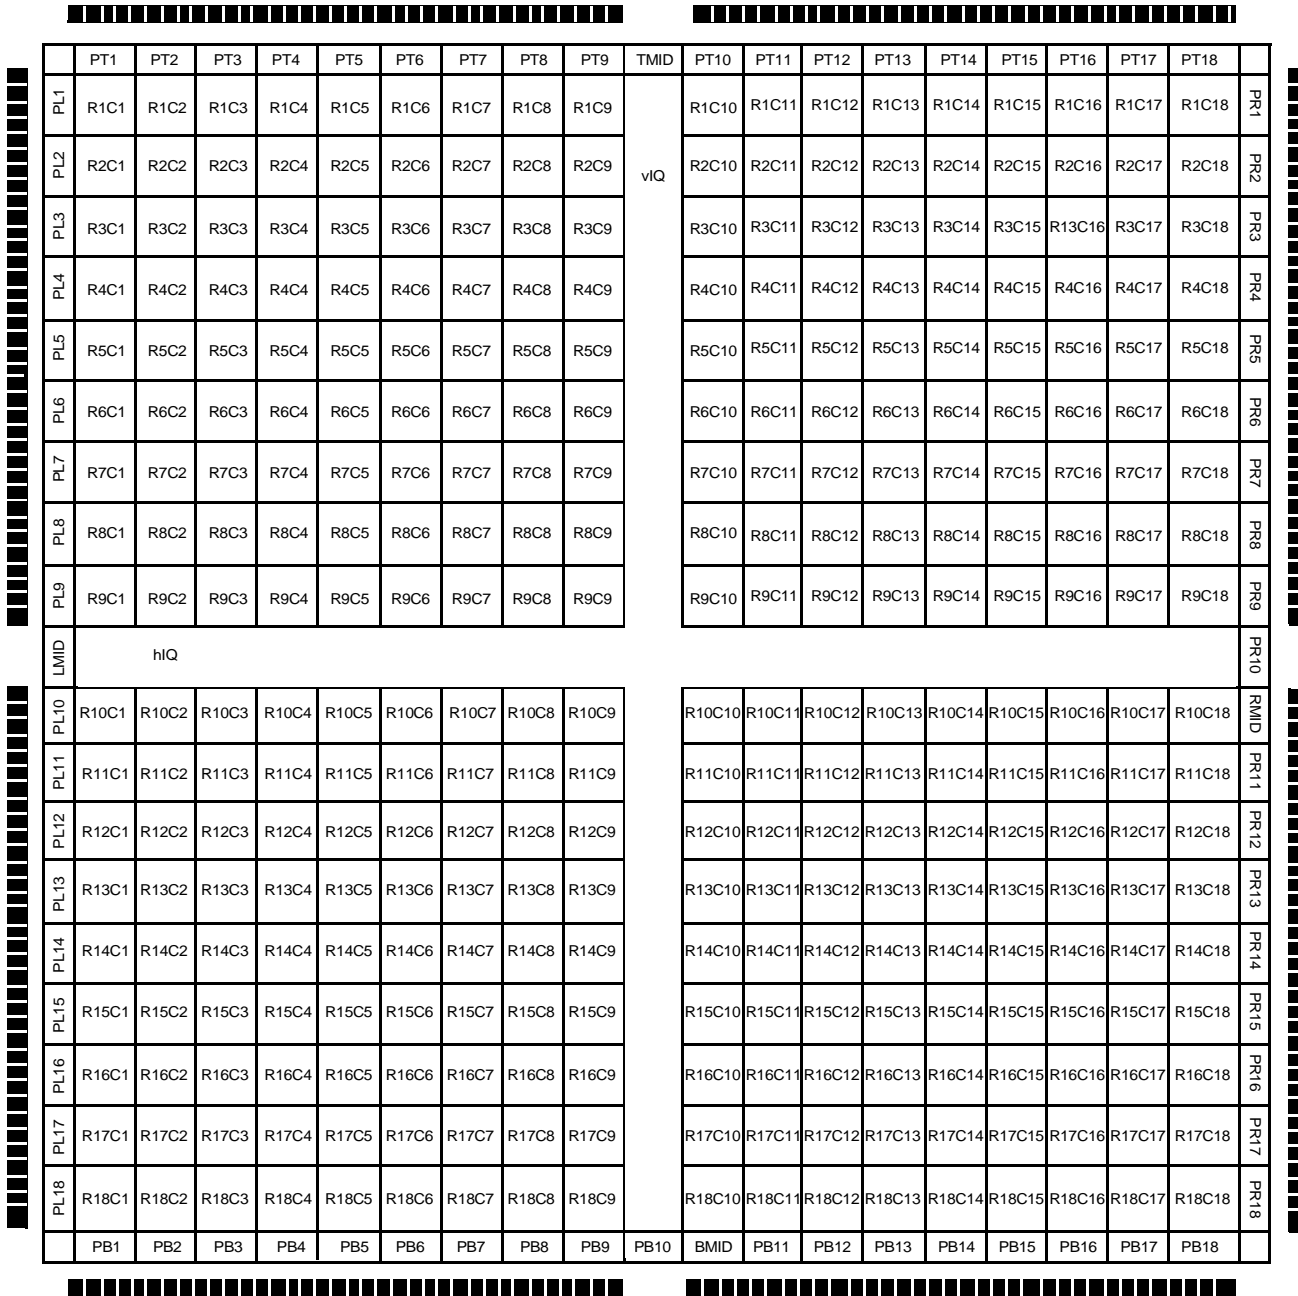 PT1 PT2 PT3 PT4 PT5 PT6 PT7 PT8 PT9 TMID PT10 PT11 PT12 PT13 PT14 PT15 PT16 PT17 PT18
PL1 R1C1 R1C2 R1C3 R1C4 R1C5 R1C6 R1C7 R1C8 R1C9 R1C10 R1C11 R1C12 R1C13 R1C14 R1C15 R1C16 R1C17 R1C18 PR1
PL2 R2C1 R2C2 R2C3 R2C4 R2C5 R2C6 R2C7 R2C8 R2C9 vIQ R2C10 R2C11 R2C12 R2C13 R2C14 R2C15 R2C16 R2C17 R2C18 PR2
PL3 R3C1 R3C2 R3C3 R3C4 R3C5 R3C6 R3C7 R3C8 R3C9 R3C10 R3C11 R3C12 R3C13 R3C14 R3C15 R13C16 R3C17 R3C18 PR3
PL4 R4C1 R4C2 R4C3 R4C4 R4C5 R4C6 R4C7 R4C8 R4C9 R4C10 R4C11 R4C12 R4C13 R4C14 R4C15 R4C16 R4C17 R4C18 PR4
PL5 R5C1 R5C2 R5C3 R5C4 R5C5 R5C6 R5C7 R5C8 R5C9 R5C10 R5C11 R5C12 R5C13 R5C14 R5C15 R5C16 R5C17 R5C18 PR5
PL6 R6C1 R6C2 R6C3 R6C4 R6C5 R6C6 R6C7 R6C8 R6C9 R6C10 R6C11 R6C12 R6C13 R6C14 R6C15 R6C16 R6C17 R6C18 PR6
PL7 R7C1 R7C2 R7C3 R7C4 R7C5 R7C6 R7C7 R7C8 R7C9 R7C10 R7C11 R7C12 R7C13 R7C14 R7C15 R7C16 R7C17 R7C18 PR7
PL8 R8C1 R8C2 R8C3 R8C4 R8C5 R8C6 R8C7 R8C8 R8C9 R8C10 R8C11 R8C12 R8C13 R8C14 R8C15 R8C16 R8C17 R8C18 PR8
PL9 R9C1 R9C2 R9C3 R9C4 R9C5 R9C6 R9C7 R9C8 R9C9 R9C10 R9C11 R9C12 R9C13 R9C14 R9C15 R9C16 R9C17 R9C18 PR9
LMID hIQ PR10
PL10 R10C1 R10C2 R10C3 R10C4 R10C5 R10C6 R10C7 R10C8 R10C9 R10C10 R10C11 R10C12 R10C13 R10C14 R10C15 R10C16 R10C17 R10C18 RMID
PL11 R11C1 R11C2 R11C3 R11C4 R11C5 R11C6 R11C7 R11C8 R11C9 R11C10 R11C11 R11C12 R11C13 R11C14 R11C15 R11C16 R11C17 R11C18 PR11
PL12 R12C1 R12C2 R12C3 R12C4 R12C5 R12C6 R12C7 R12C8 R12C9 R12C10 R12C11 R12C12 R12C13 R12C14 R12C15 R12C16 R12C17 R12C18 PR12
PL13 R13C1 R13C2 R13C3 R13C4 R13C5 R13C6 R13C7 R13C8 R13C9 R13C10 R13C11 R13C12 R13C13 R13C14 R13C15 R13C16 R13C17 R13C18 PR13
PL14 R14C1 R14C2 R14C3 R14C4 R14C5 R14C6 R14C7 R14C8 R14C9 R14C10 R14C11 R14C12 R14C13 R14C14 R14C15 R14C16 R14C17 R14C18 PR14
PL15 R15C1 R15C2 R15C3 R15C4 R15C5 R15C6 R15C7 R15C8 R15C9 R15C10 R15C11 R15C12 R15C13 R15C14 R15C15 R15C16 R15C17 R15C18 PR15
PL16 R16C1 R16C2 R16C3 R16C4 R16C5 R16C6 R16C7 R16C8 R16C9 R16C10 R16C11 R16C12 R16C13 R16C14 R16C15 R16C16 R16C17 R16C18 PR16
PL17 R17C1 R17C2 R17C3 R17C4 R17C5 R17C6 R17C7 R17C8 R17C9 R17C10 R17C11 R17C12 R17C13 R17C14 R17C15 R17C16 R17C17 R17C18 PR17
PL18 R18C1 R18C2 R18C3 R18C4 R18C5 R18C6 R18C7 R18C8 R18C9 R18C10 R18C11 R18C12 R18C13 R18C14 R18C15 R18C16 R18C17 R18C18 PR18
PB1 PB2 PB3 PB4 PB5 PB6 PB7 PB8 PB9 PB10 BMID PB11 PB12 PB13 PB14 PB15 PB16 PB17 PB18